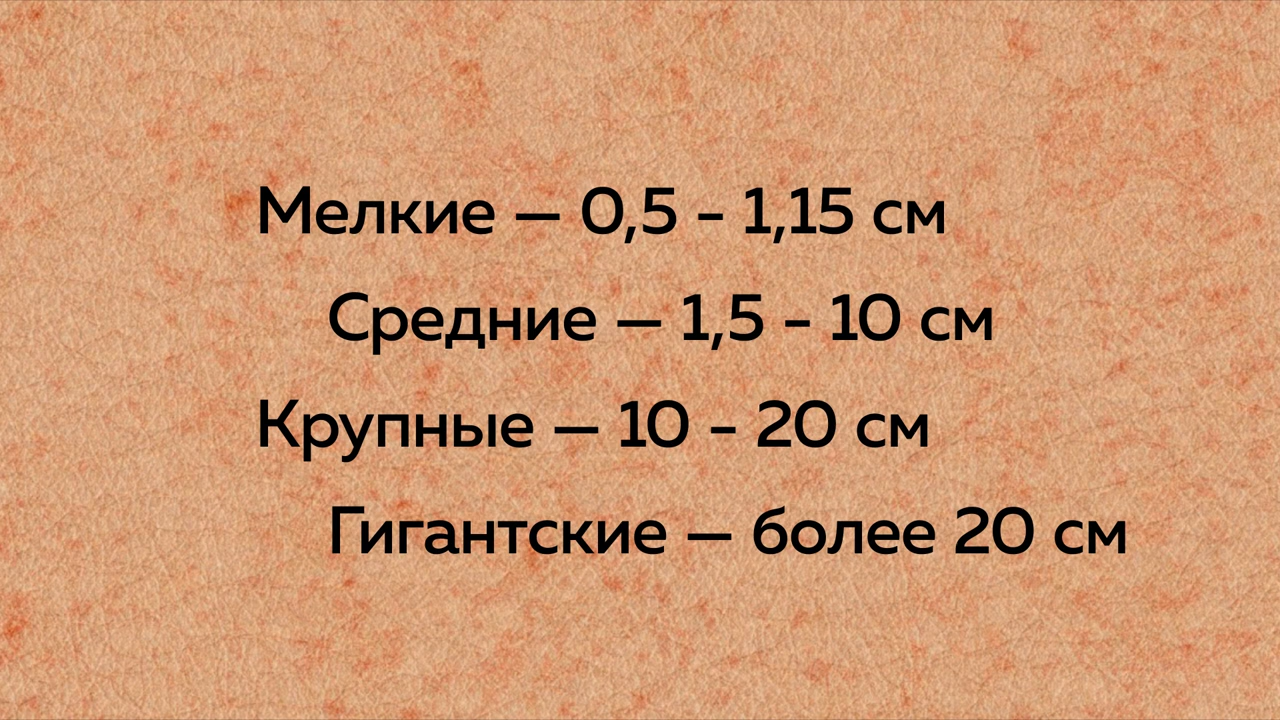 Мелкие — 0,5 - 1,15 см
Средние — 1,5 - 10 см
Крупные — 10 - 20 см
Гигантские — более 20 см